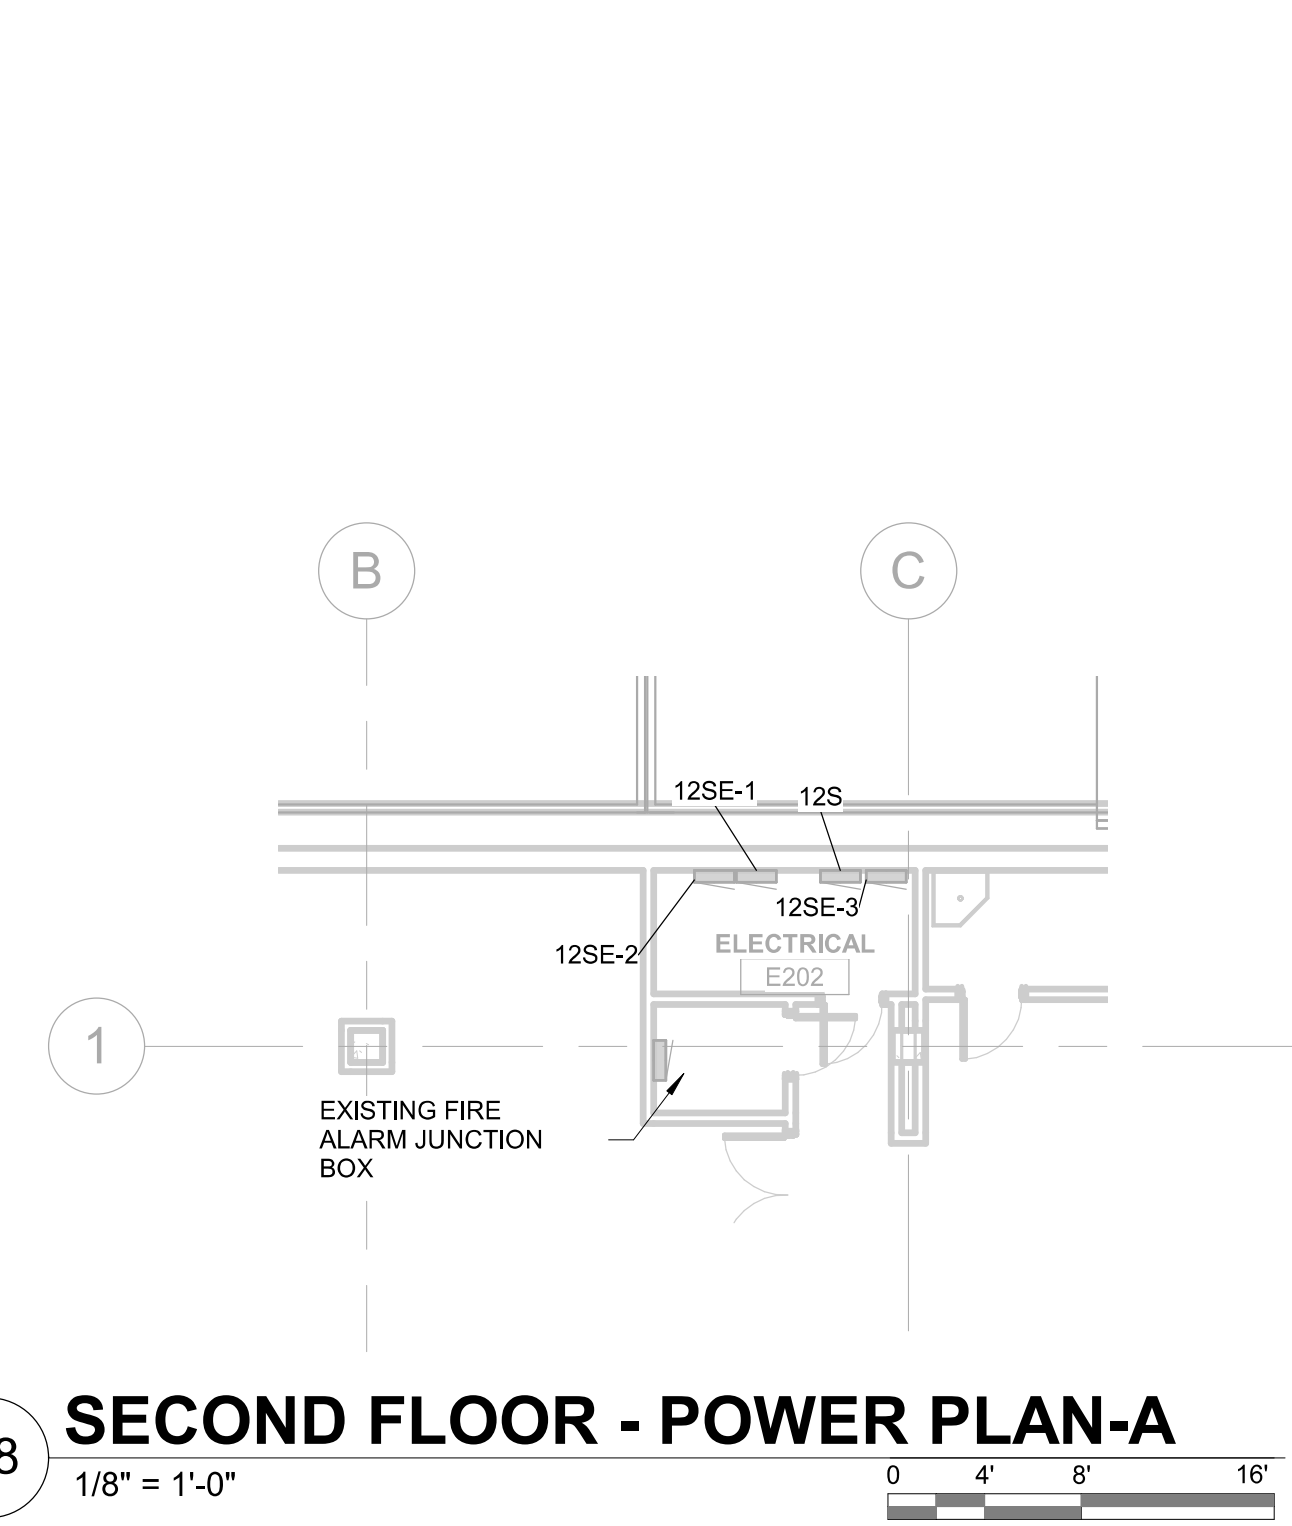 B
C
12SE-1
12S
12SE-3
12SE-2
ELECTRICAL
E202
1
EXISTING FIRE
ALARM JUNCTION
BOX
8
SECOND FLOOR - POWER PLAN-A
1/8" = 1'-0"
0 4' 8' 16'